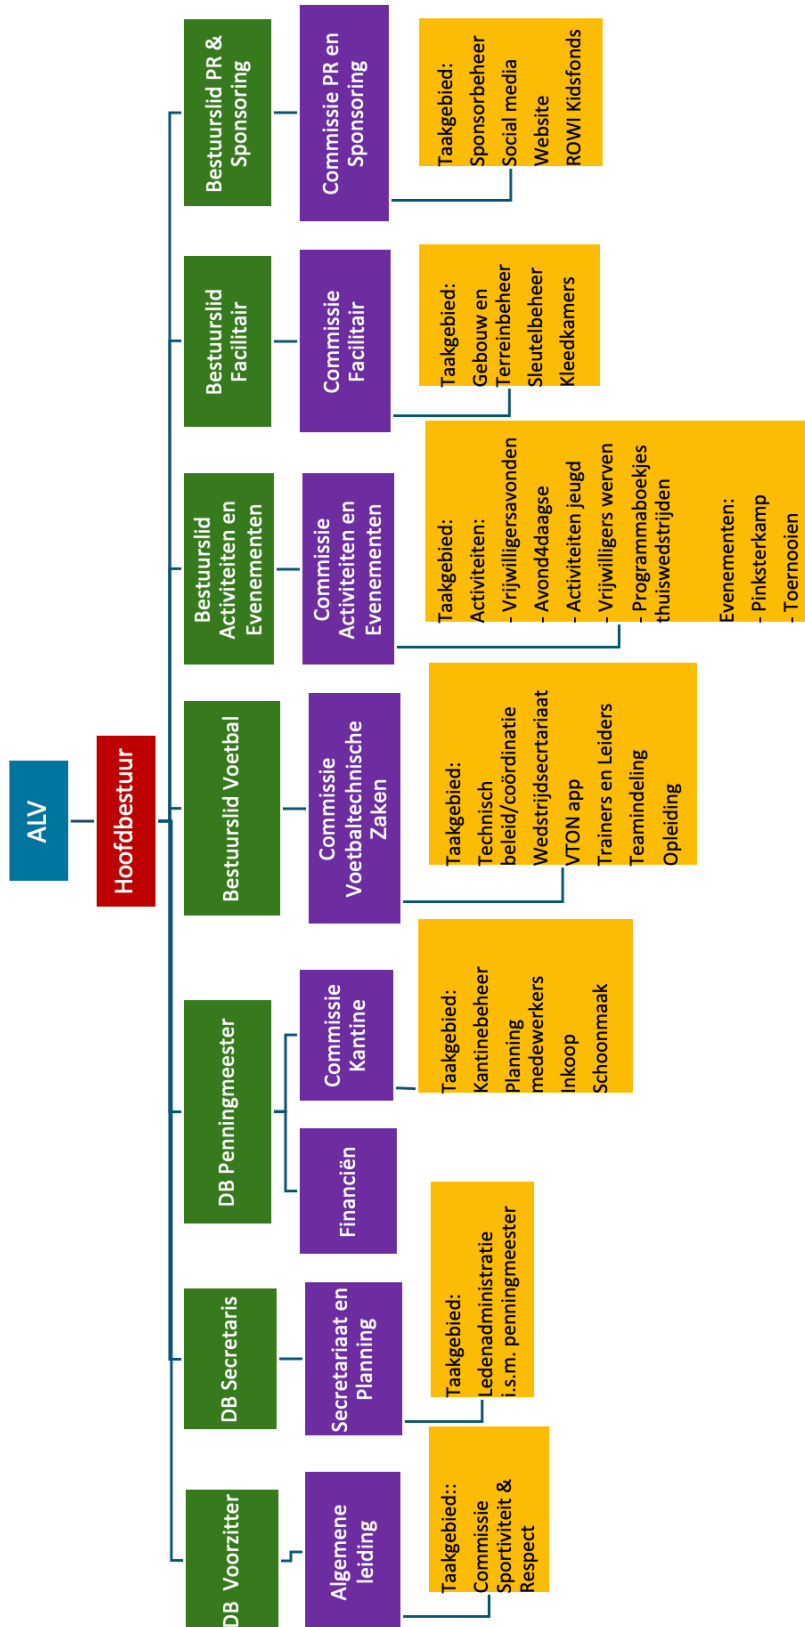 ALV
Hoofdbestuur
DB  Voorzitter
DB Secretaris
DB Penningmeester
Bestuurslid Voetbal
Bestuurslid
Activiteiten en
Evenementen
Bestuurslid
Facilitair
Bestuurslid PR &
Sponsoring
Algemene
leiding
Secretariaat en
Planning
Financiën
Commissie
Kantine
Commissie
Voetbaltechnische
Zaken
Commissie
Activiteiten en
Evenementen
Commissie
Facilitair
Commissie PR en
Sponsoring
Taakgebied::
Commissie
Sportiviteit &
Respect
Taakgebied:
Ledenadministratie
i.s.m. penningmeester
Taakgebied:
Kantinebeheer
Planning
medewerkers
Inkoop
Schoonmaak
Taakgebied:
Technisch
beleid/coördinatie
Wedstrijdsecrtariaat
VTON app
Trainers en Leiders
Teamindeling
Opleiding
Taakgebied:
Activiteiten:
- Vrijwilligersavonden
- Avond4daagse
- Activiteiten jeugd
- Vrijwilligers werven
- Programmaboekjes
thuiswedstrijden
Evenementen:
- Pinksterkamp
- Toernooien
Taakgebied:
Gebouw en
Terreinbeheer
Sleutelbeheer
Kleedkamers
Taakgebied:
Sponsorbeheer
Social media
Website
ROWI Kidsfonds